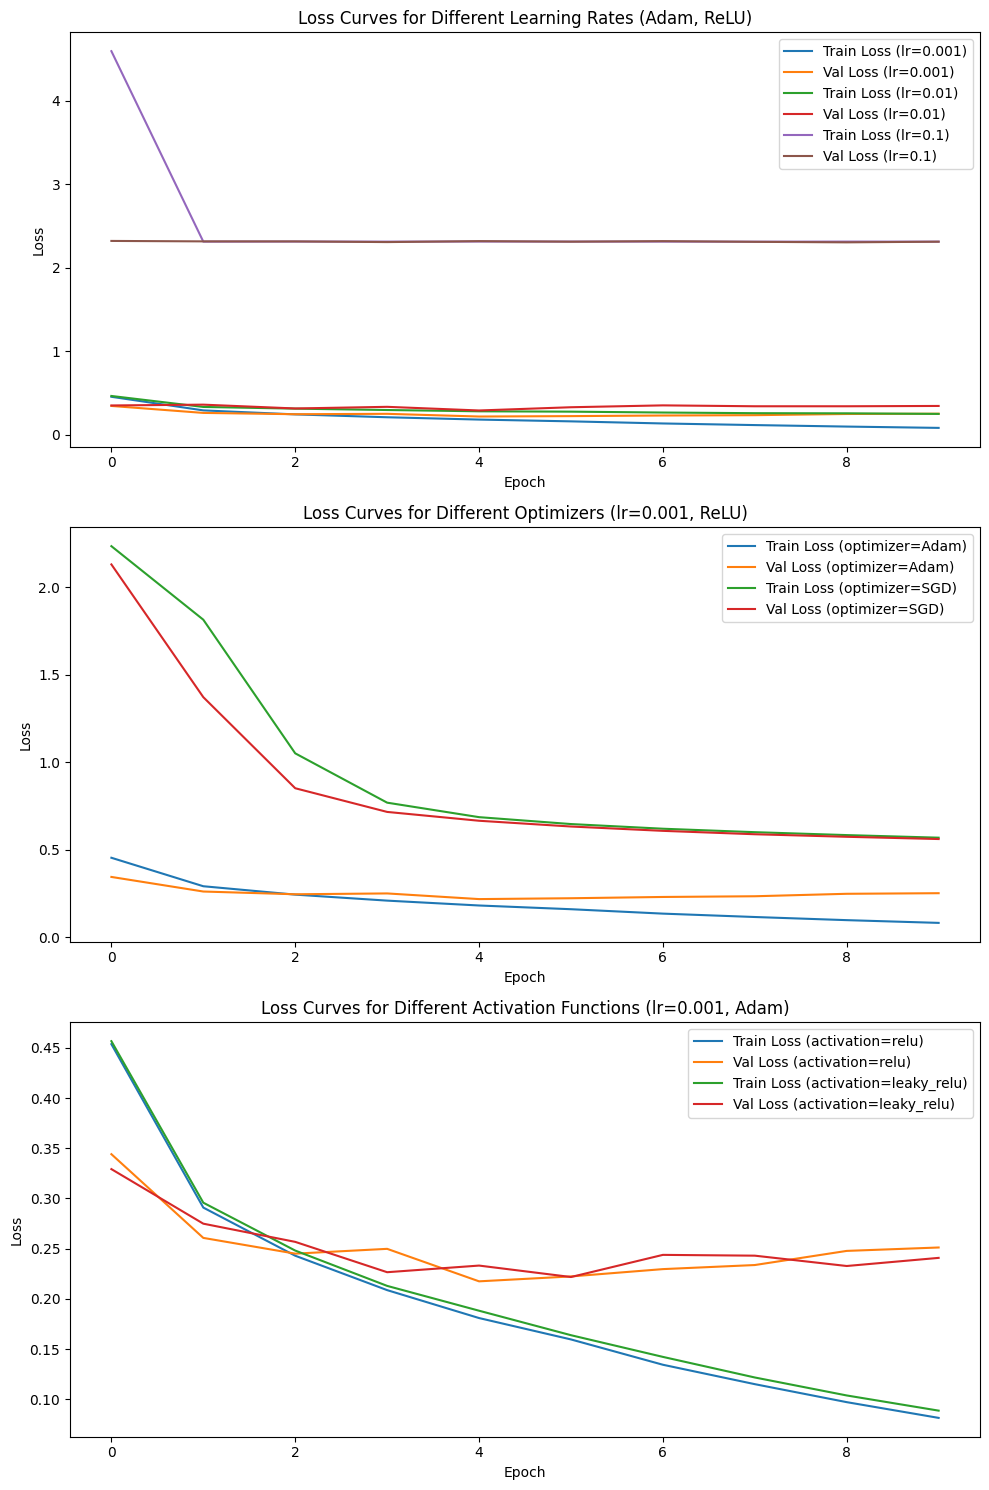 Loss Curves for Different Learning Rates (Adam, ReLU)
Train Loss (lr=0.001)
Val Loss (lr=0.001)
Train Loss (lr=0.01)
Val Loss (lr=0.01)
Train Loss (lr=0.1)
Val Loss (lr=0.1)
4
3
2
1
0
Loss
0 2 4 6 8
Epoch
Loss Curves for Different Optimizers (lr=0.001, ReLU)
Train Loss (optimizer=Adam)
Val Loss (optimizer=Adam)
Train Loss (optimizer=SGD)
Val Loss (optimizer=SGD)
2.0
1.5
1.0
0.5
0.0
Loss
0 2 4 6 8
Epoch
Loss Curves for Different Activation Functions (lr=0.001, Adam)
Train Loss (activation=relu)
Val Loss (activation=relu)
Train Loss (activation=leaky_relu)
Val Loss (activation=leaky_relu)
0.45
0.40
0.35
0.30
0.25
0.20
0.15
0.10
Loss
0 2 4 6 8
Epoch